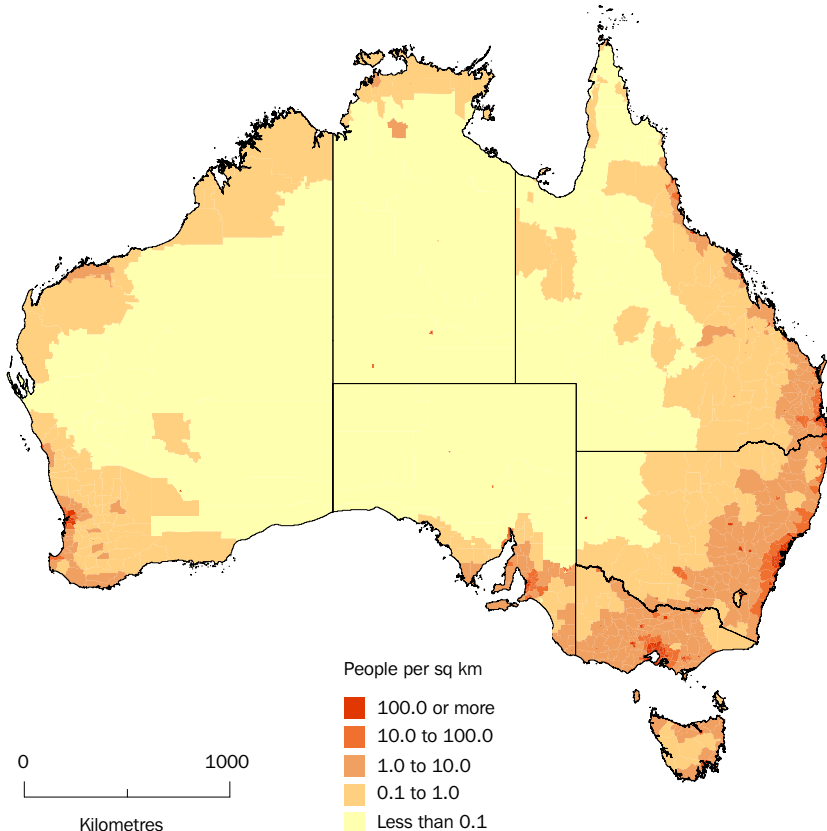 People per sq km
100.0 or more
10.0 to 100.0
1.0 to 10.0
0.1 to 1.0
Less than 0.1
0 1000
Kilometres